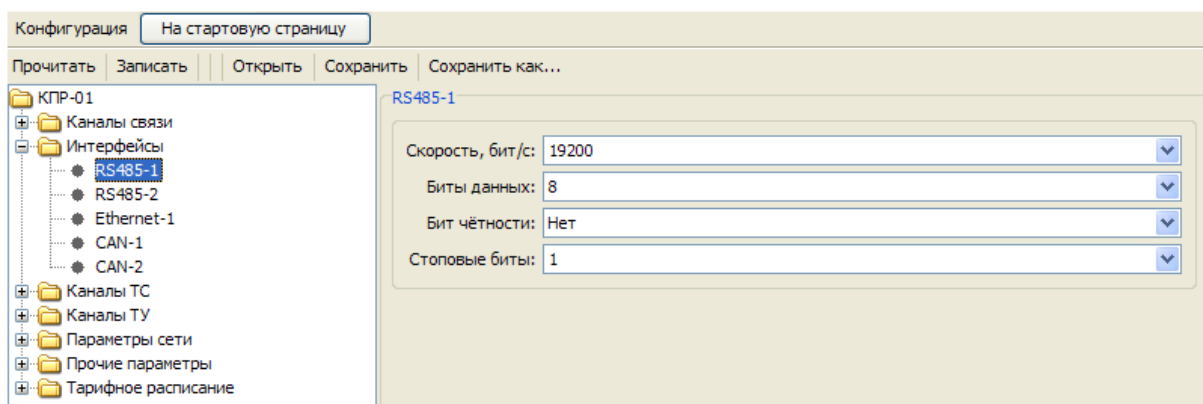 Конфигурация На стартовую страницу
Прочитать Записать Открыть Сохранить Сохранить как...
КПР-01
Каналы связи
Интерфейсы
RS485-1
RS485-2
Ethernet-1
CAN-1
CAN-2
Каналы ТС
Каналы ТУ
Параметры сети
Прочие параметры
Тарифное расписание
RS485-1
Скорость, бит/с: 19200
Биты данных: 8
Бит чётности: Нет
Стоповые биты: 1